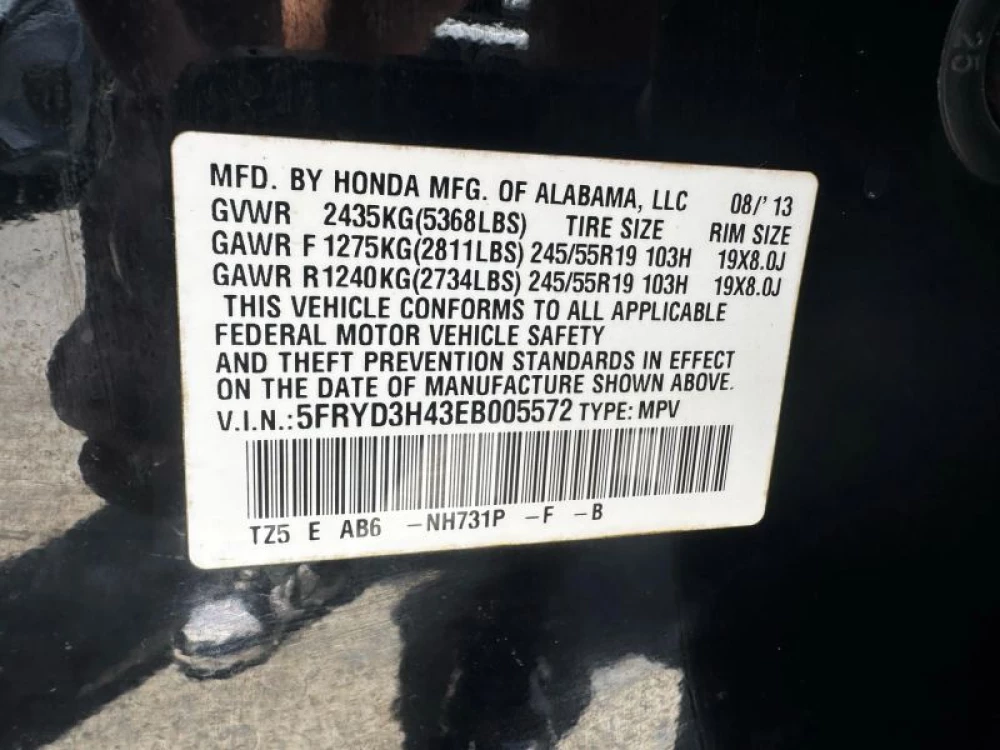 MFD. BY HONDA MFG. OF ALABAMA, LLC 08/'13
GVWR 2435KG(5368LBS) TIRE SIZE RIM SIZE
GAWR F 1275KG(2811LBS) 245/55R19 103H 19X8.0J
GAWR R1240KG(2734LBS) 245/55R19 103H 19X8.0J
THIS VEHICLE CONFORMS TO ALL APPLICABLE
FEDERAL MOTOR VEHICLE SAFETY
AND THEFT PREVENTION STANDARDS IN EFFECT
ON THE DATE OF MANUFACTURE SHOWN ABOVE.
V.I.N.:5FRYD3H43EB005572 TYPE: MPV
TZ5 E AB6 -NH731P -F -B
25